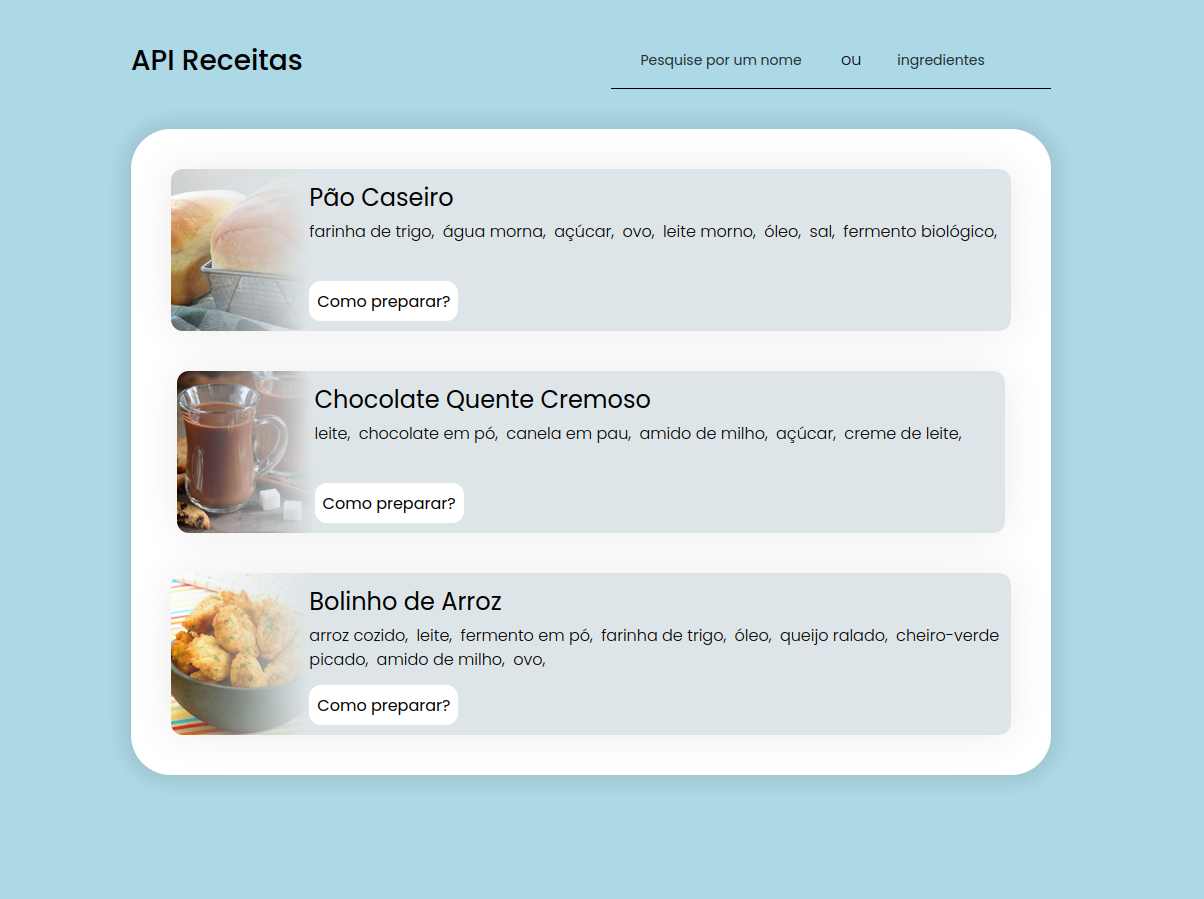 API Receitas
Pesquise por um nome ou ingredientes
Pão Caseiro
farinha de trigo, água morna, açúcar, ovo, leite morno, óleo, sal, fermento biológico,
Como preparar?
Chocolate Quente Cremoso
leite, chocolate em pó, canela em pau, amido de milho, açúcar, creme de leite,
Como preparar?
Bolinho de Arroz
arroz cozido, leite, fermento em pó, farinha de trigo, óleo, queijo ralado, cheiro-verde
picado, amido de milho, ovo,
Como preparar?